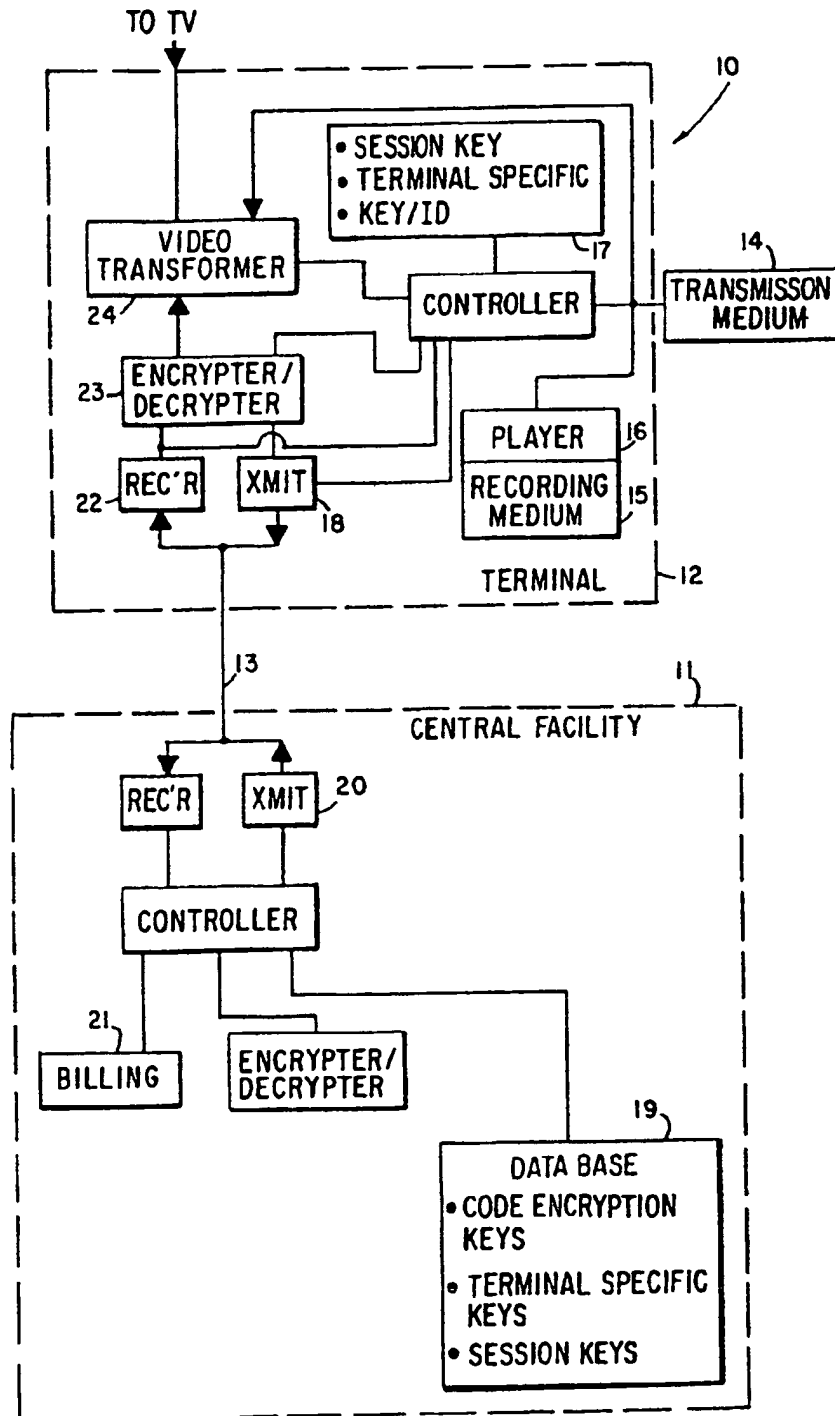 TO TV
10
• SESSION KEY
• TERMINAL SPECIFIC
• KEY/ID
17
VIDEO
TRANSFORMER
24
CONTROLLER
14
TRANSMISSON
MEDIUM
23
ENCRYPTER/
DECRYPTER
PLAYER
16
RECORDING
MEDIUM
15
REC'R
22
XMIT
18
TERMINAL
12
13
11
CENTRAL FACILITY
REC'R
XMIT
20
CONTROLLER
21
BILLING
ENCRYPTER/
DECRYPTER
19
DATA BASE
• CODE ENCRYPTION
KEYS
• TERMINAL SPECIFIC
KEYS
• SESSION KEYS